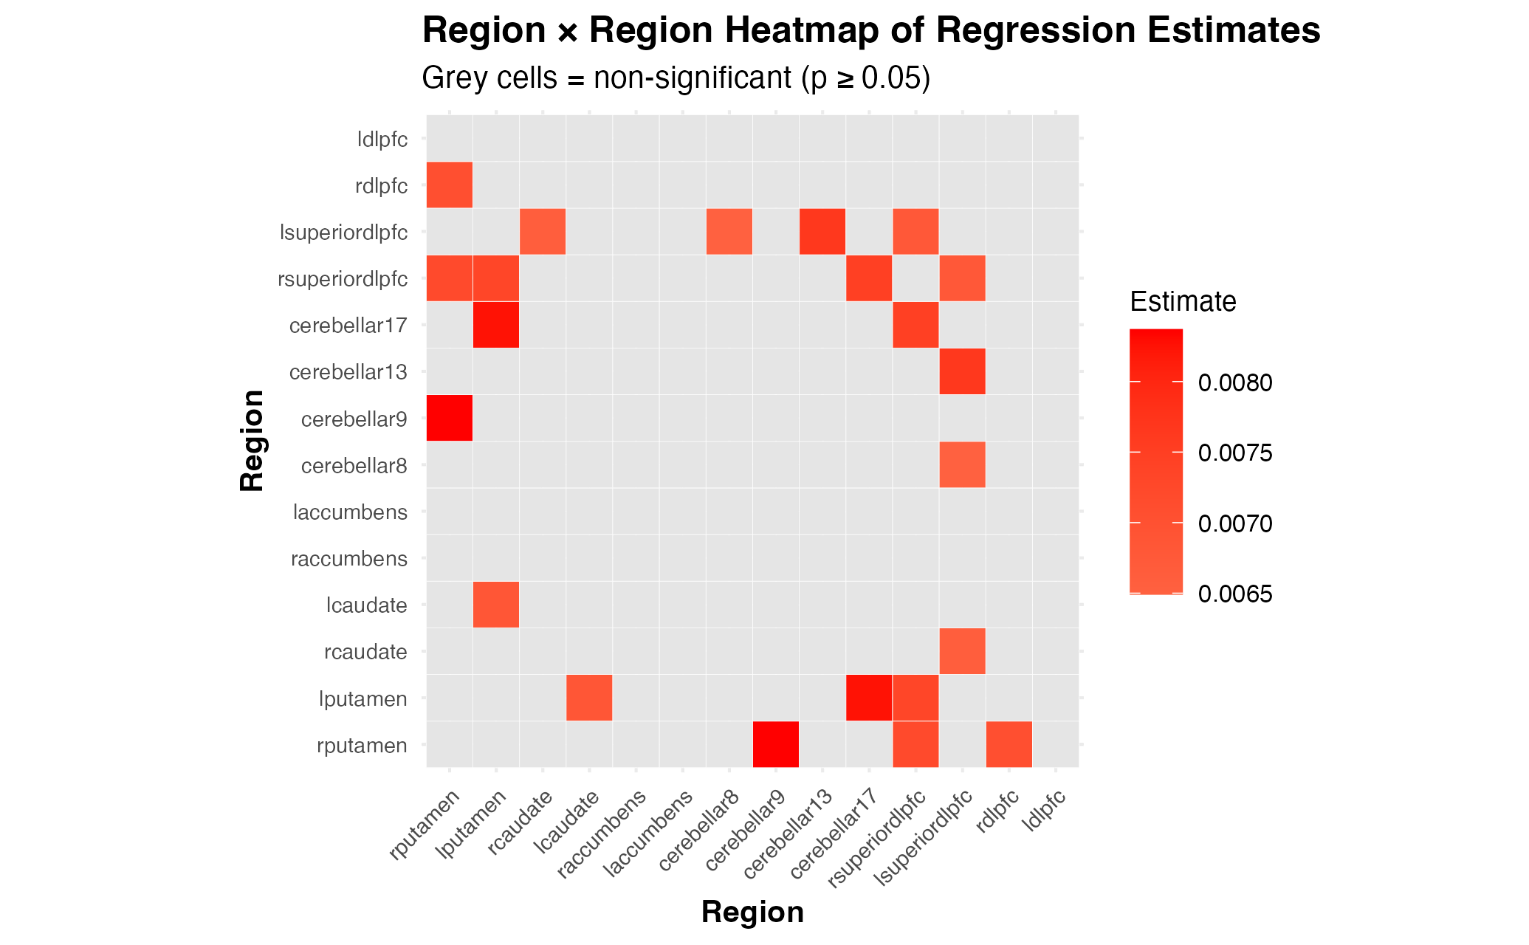 Region × Region Heatmap of Regression Estimates
Grey cells = non-significant (p ≥ 0.05)
ldlpfc
rdlpfc
lsuperiordlpfc
rsuperiordlpfc
cerebellar17
cerebellar13
cerebellar9
cerebellar8
laccumbens
raccumbens
lcaudate
rcaudate
lputamen
rputamen
Region
rputamen
lputamen
rcaudate
lcaudate
raccumbens
laccumbens
cerebellar8
cerebellar9
cerebellar13
cerebellar17
rsuperiordlpfc
lsuperiordlpfc
rdlpfc
ldlpfc
Region
Estimate
0.0080
0.0075
0.0070
0.0065